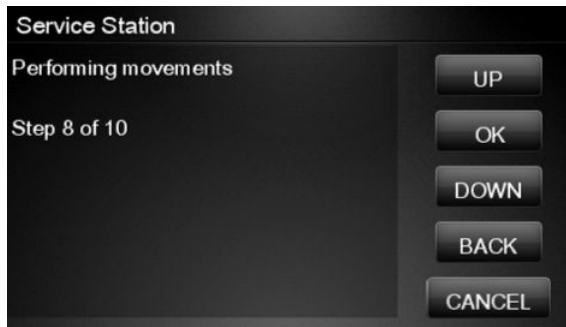 Service Station
Performing movements
Step 8 of 10
UP
OK
DOWN
BACK
CANCEL